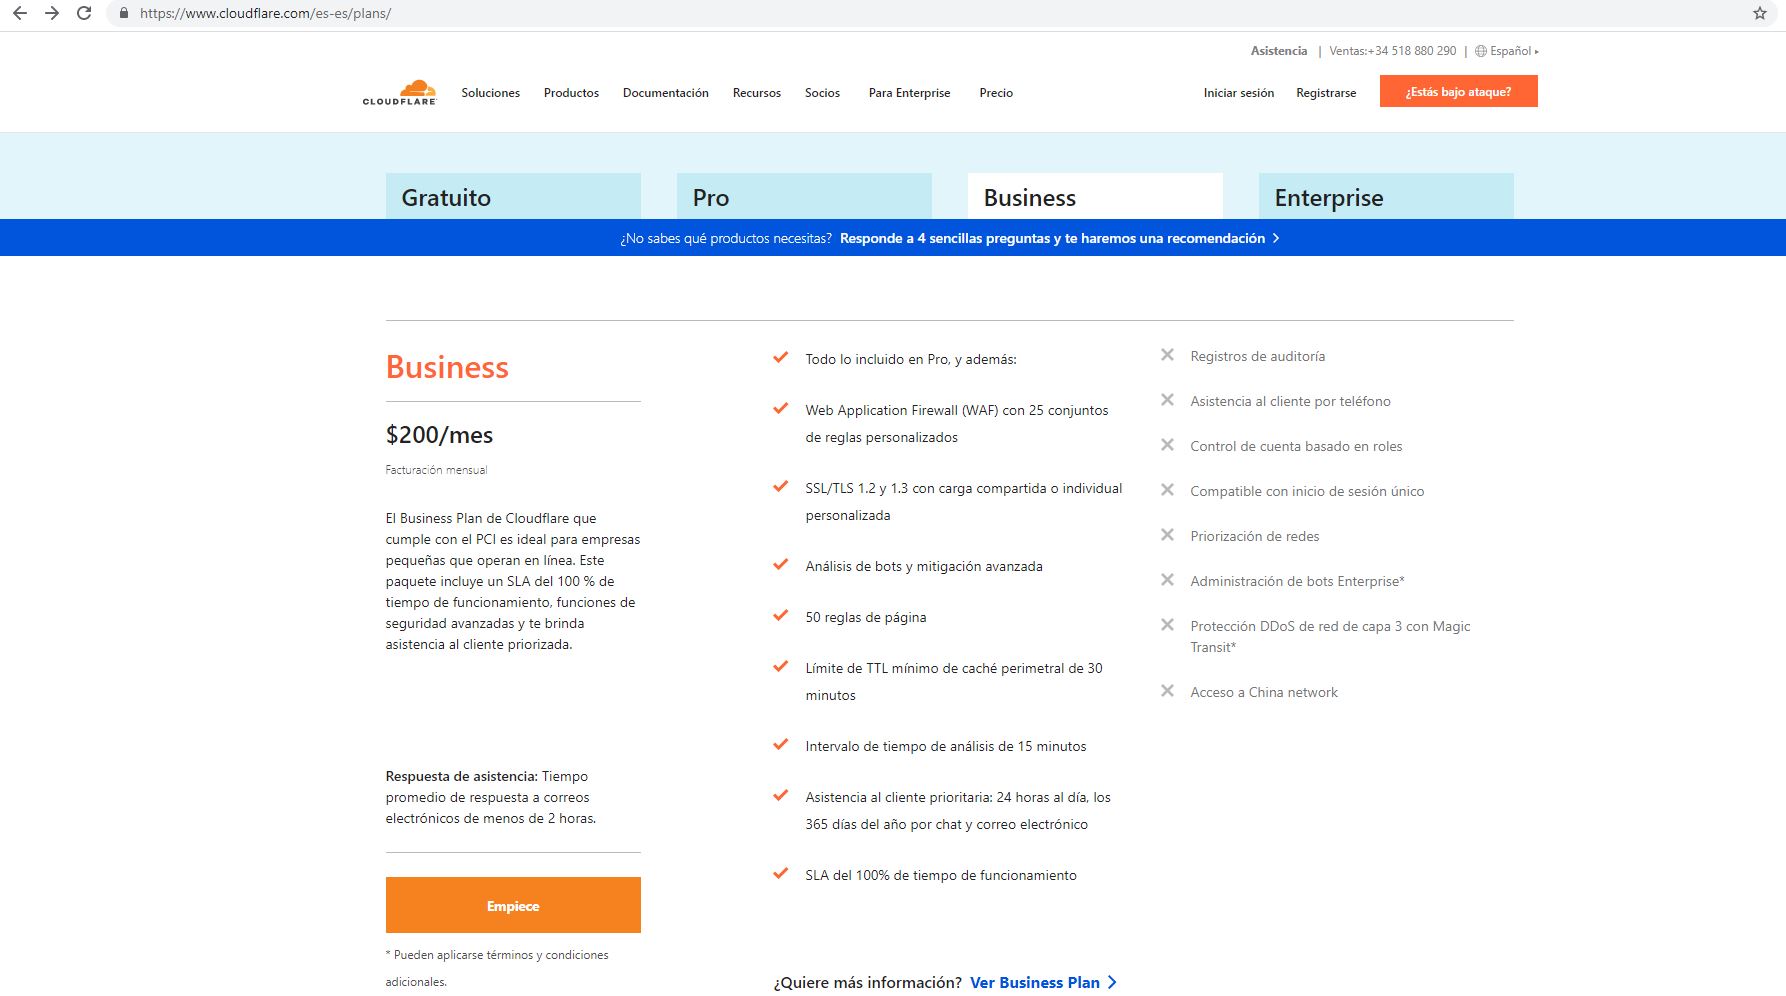 https://www.cloudflare.com/es-es/plans/
Asistencia | Ventas:+34 518 880 290 | Español ▸
CLOUDFLARE
Soluciones Productos Documentación Recursos Socios Para Enterprise Precio Iniciar sesión Registrarse ¿Estás bajo ataque?
Gratuito Pro Business Enterprise
¿No sabes qué productos necesitas? Responde a 4 sencillas preguntas y te haremos una recomendación >
Business
$200/mes
Facturación mensual
El Business Plan de Cloudflare que
cumple con el PCI es ideal para empresas
pequeñas que operan en línea. Este
paquete incluye un SLA del 100 % de
tiempo de funcionamiento, funciones de
seguridad avanzadas y te brinda
asistencia al cliente priorizada.
Respuesta de asistencia: Tiempo
promedio de respuesta a correos
electrónicos de menos de 2 horas.
Empiece
* Pueden aplicarse términos y condiciones
adicionales.
Todo lo incluido en Pro, y además:
Web Application Firewall (WAF) con 25 conjuntos
de reglas personalizados
SSL/TLS 1.2 y 1.3 con carga compartida o individual
personalizada
Análisis de bots y mitigación avanzada
50 reglas de página
Límite de TTL mínimo de caché perimetral de 30
minutos
Intervalo de tiempo de análisis de 15 minutos
Asistencia al cliente prioritaria: 24 horas al día, los
365 días del año por chat y correo electrónico
SLA del 100% de tiempo de funcionamiento
¿Quiere más información? Ver Business Plan >
Registros de auditoría
Asistencia al cliente por teléfono
Control de cuenta basado en roles
Compatible con inicio de sesión único
Priorización de redes
Administración de bots Enterprise*
Protección DDoS de red de capa 3 con Magic
Transit*
Acceso a China network